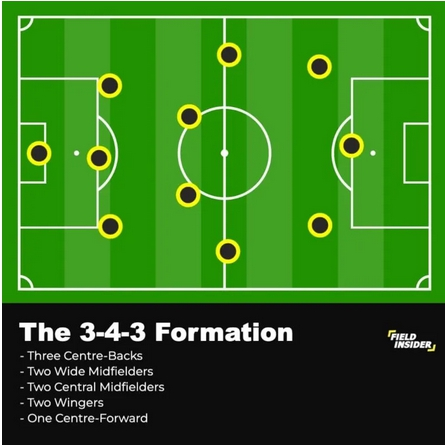 The 3-4-3 Formation
- Three Centre-Backs
- Two Wide Midfielders
- Two Central Midfielders
- Two Wingers
- One Centre-Forward
FIELD
INSIDER